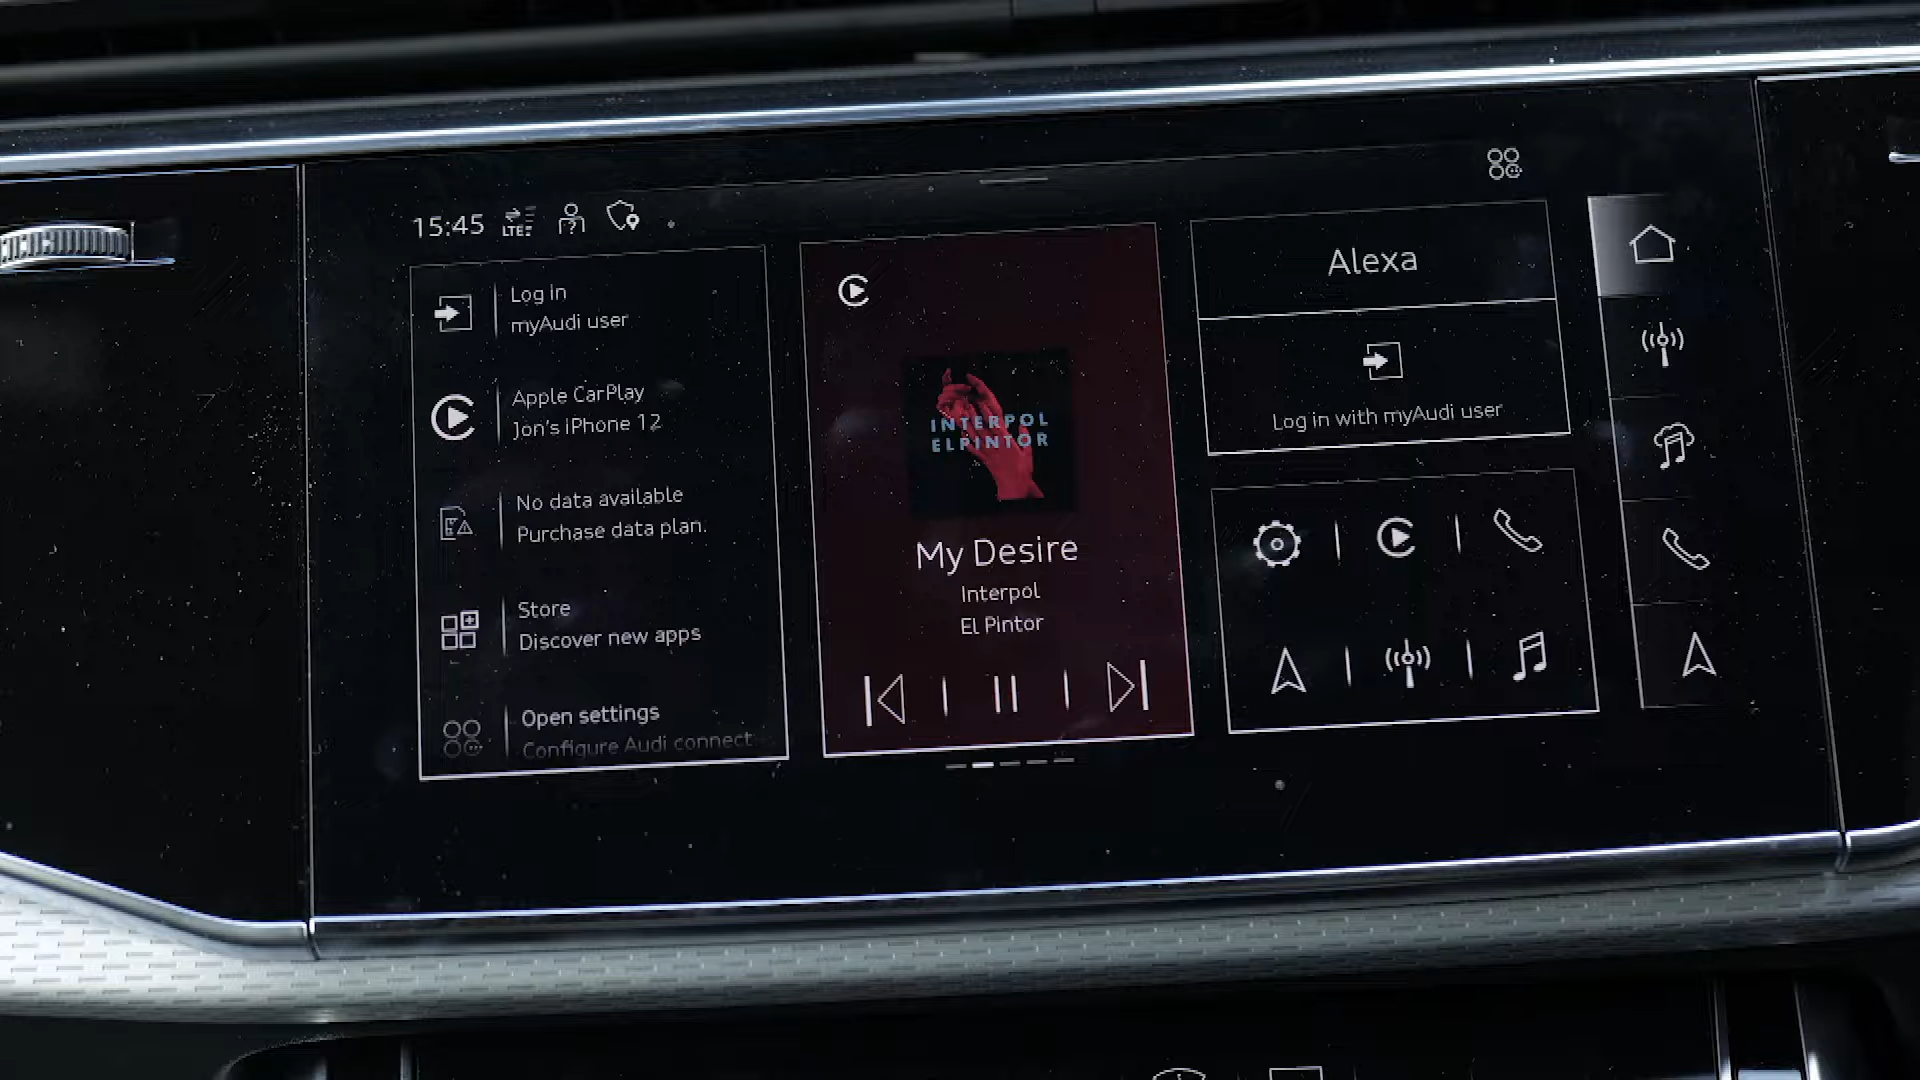 15:45
LTE
Log in
myAudi user
Apple CarPlay
Jon's iPhone 12
No data available
Purchase data plan.
Store
Discover new apps
Open settings
Configure Audi connect
INTERPOL
EL PINTOR
My Desire
Interpol
El Pintor
Alexa
Log in with myAudi user